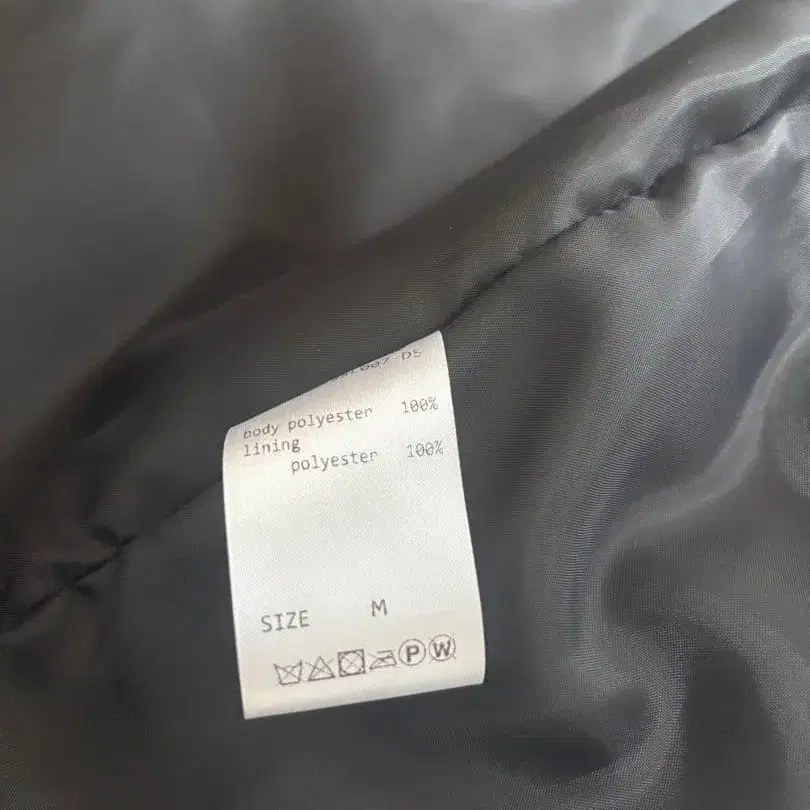 body polyester 100%
lining
polyester 100%
SIZE M
P W